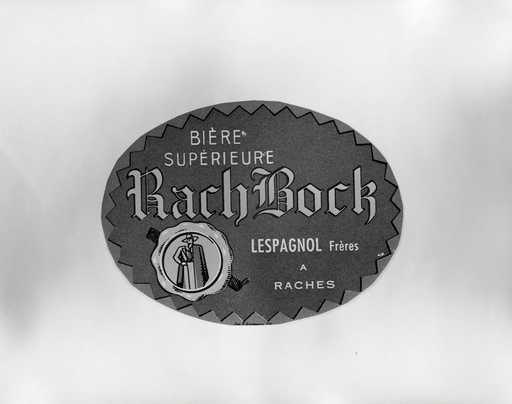 BIÈRE
SUPÉRIEURE
RachBock
LESPAGNOL Frères
A
RACHES